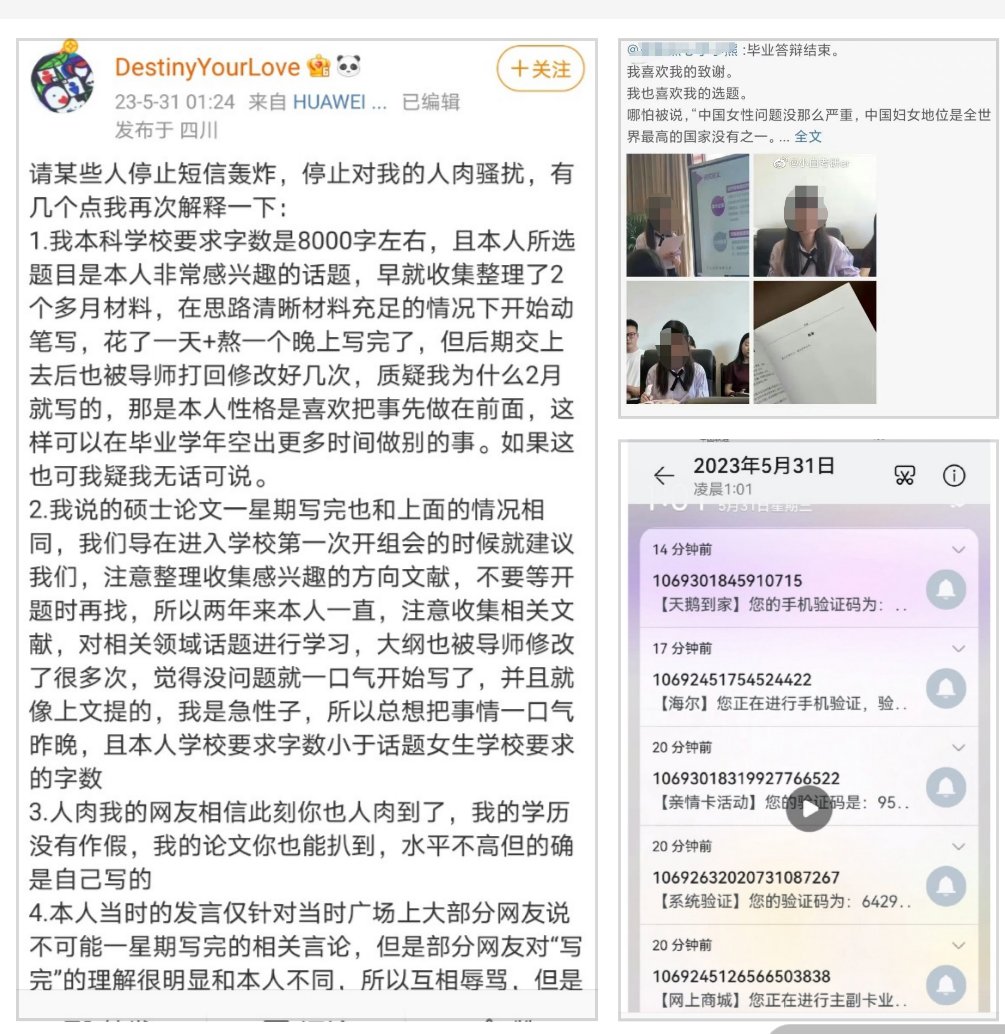 DestinyYourLove
+关注
23-5-31 01:24 来自 HUAWEI ... 已编辑
发布于 四川
请某些人停止短信轰炸，停止对我的人肉骚扰，有
几个点我再次解释一下：
1.我本科学校要求字数是8000字左右，且本人所选
题目是本人非常感兴趣的话题，早就收集整理了2
个多月材料，在思路清晰材料充足的情况下开始动
笔写，花了一天+熬一个晚上写完了，但后期交上
去后也被导师打回修改好几次，质疑我为什么2月
就写的，那是本人性格是喜欢把事先做在前面，这
样可以在毕业学年空出更多时间做别的事。如果这
也可我疑我无话可说。
2.我说的硕士论文一星期写完也和上面的情况相
同，我们导在进入学校第一次开组会的时候就建议
我们，注意整理收集感兴趣的方向文献，不要等开
题时再找，所以两年来本人一直，注意收集相关文
献，对相关领域话题进行学习，大纲也被导师修改
了很多次，觉得没问题就一口气开始写了，并且就
像上文提的，我是急性子，所以总想把事情一口气
昨晚，且本人学校要求字数小于话题女生学校要求
的字数
3.人肉我的网友相信此刻你也人肉到了，我的学历
没有作假，我的论文你也能扒到，水平不高但的确
是自己写的
4.本人当时的发言仅针对当时广场上大部分网友说
不可能一星期写完的相关言论，但是部分网友对“写
完”的理解很明显和本人不同，所以互相辱骂，但是
:毕业答辩结束。
我喜欢我的致谢。
我也喜欢我的选题。
哪怕被说，“中国女性问题没那么严重，中国妇女地位是全世
界最高的国家没有之一。... 全文
2023年5月31日
凌晨1:01
5月31日星期三
14 分钟前
1069301845910715
【天鹅到家】您的手机验证码为：..
17 分钟前
10692451754524422
【海尔】您正在进行手机验证，验..
20 分钟前
10693018319927766522
【亲情卡活动】您的验证码是：95..
20 分钟前
10692632020731087267
【系统验证】您的验证码为：6429..
20 分钟前
1069245126566503838
【网上商城】您正在进行主副卡业..